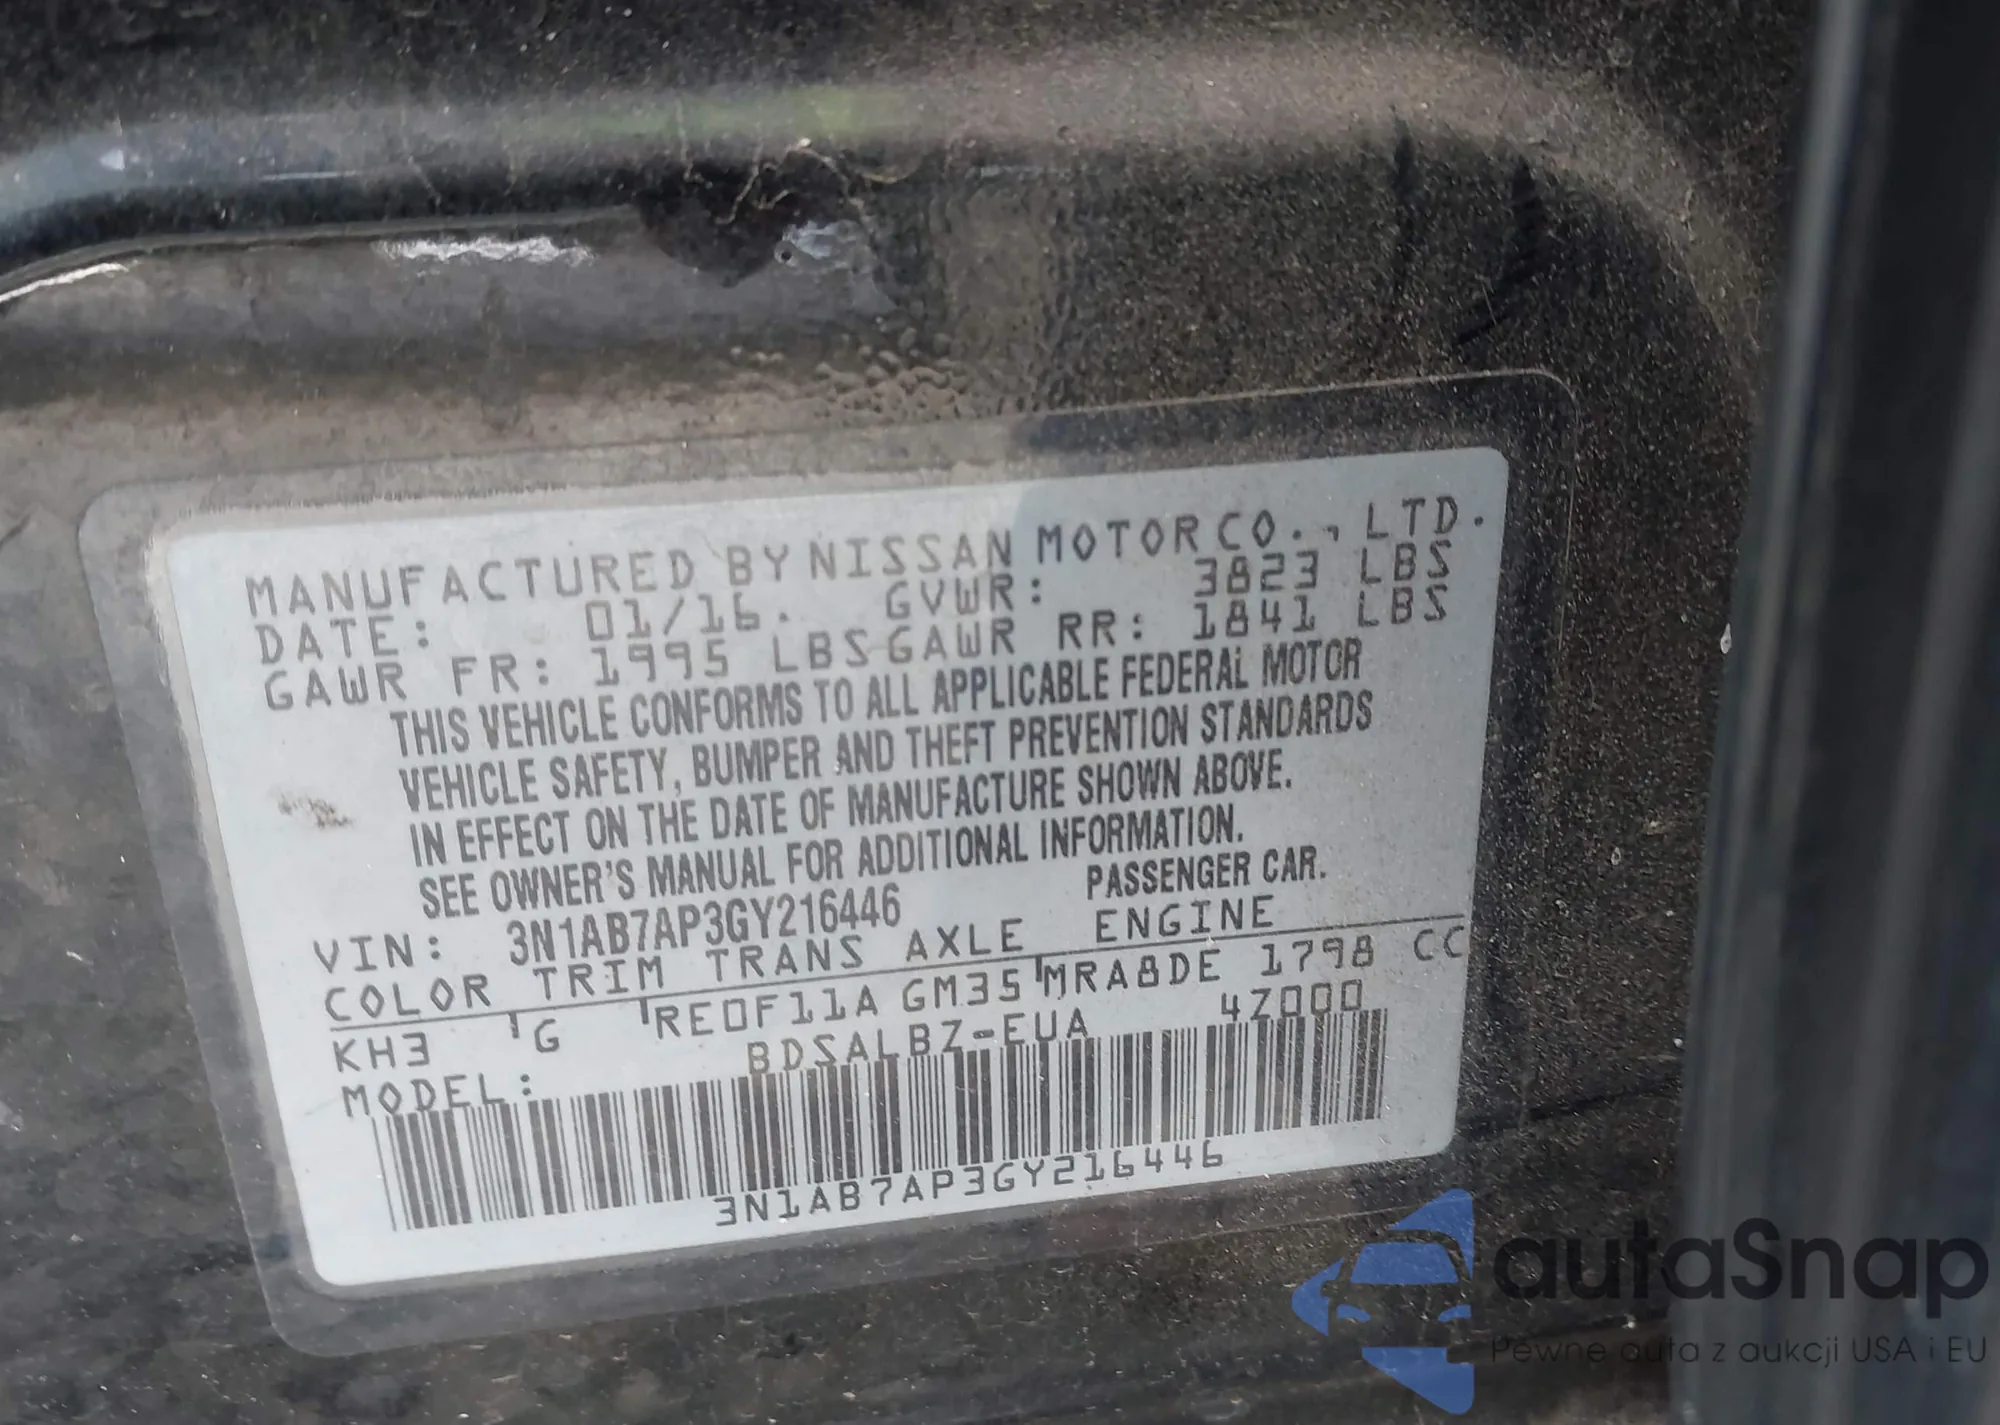 MANUFACTURED BY NISSAN MOTOR CO., LTD.
DATE: 01/16. GVWR: 3823 LBS
GAWR FR: 1995 LBS GAWR RR: 1841 LBS
THIS VEHICLE CONFORMS TO ALL APPLICABLE FEDERAL MOTOR
VEHICLE SAFETY, BUMPER AND THEFT PREVENTION STANDARDS
IN EFFECT ON THE DATE OF MANUFACTURE SHOWN ABOVE.
SEE OWNER'S MANUAL FOR ADDITIONAL INFORMATION.
VIN: 3N1AB7AP3GY216446 PASSENGER CAR.
COLOR TRIM TRANS AXLE ENGINE
KH3 G RE0F11A GM35 MRA8DE 1798 CC
MODEL: BDSALBZ-EUA 4Z000
3N1AB7AP3GY216446
autaSnap
Pewne auta z aukcji USA i EU